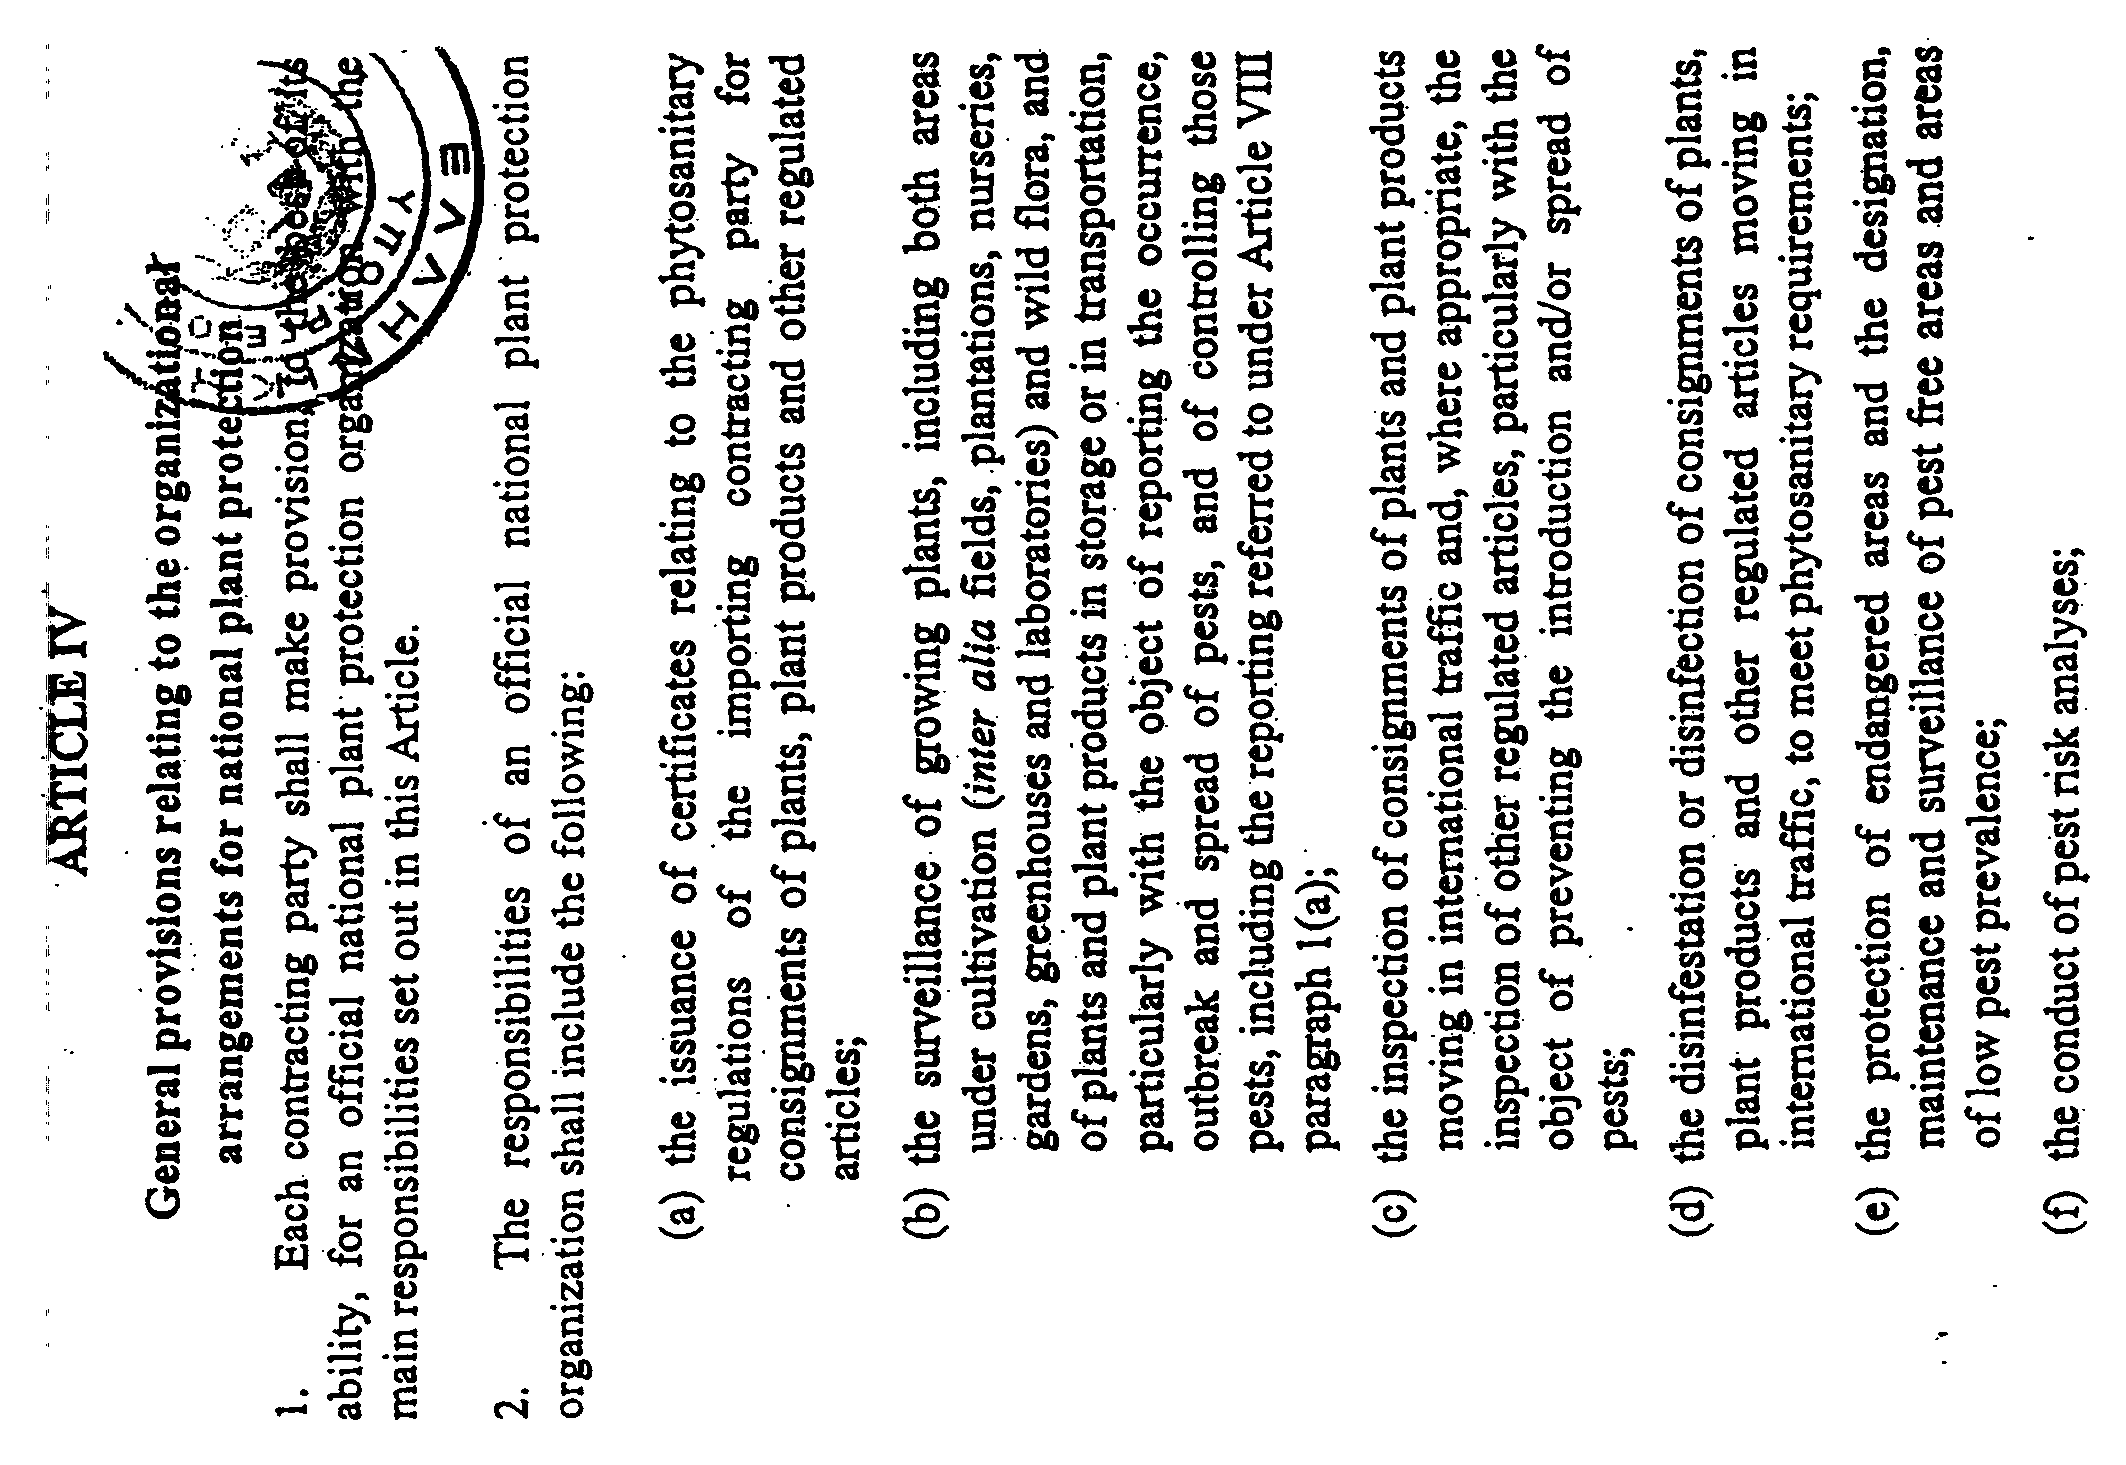 ARTICLE IV
General provisions relating to the organizational
arrangements for national plant protection
1. Each contracting party shall make provision, to the best of its
ability, for an official national plant protection organization with the
main responsibilities set out in this Article.
2. The responsibilities of an official national plant protection
organization shall include the following:
(a) the issuance of certificates relating to the phytosanitary
regulations of the importing contracting party for
consignments of plants, plant products and other regulated
articles;
(b) the surveillance of growing plants, including both areas
under cultivation (inter alia fields, plantations, nurseries,
gardens, greenhouses and laboratories) and wild flora, and
of plants and plant products in storage or in transportation,
particularly with the object of reporting the occurrence,
outbreak and spread of pests, and of controlling those
pests, including the reporting referred to under Article VIII
paragraph 1(a);
(c) the inspection of consignments of plants and plant products
moving in international traffic and, where appropriate, the
inspection of other regulated articles, particularly with the
object of preventing the introduction and/or spread of
pests;
(d) the disinfestation or disinfection of consignments of plants,
plant products and other regulated articles moving in
international traffic, to meet phytosanitary requirements;
(e) the protection of endangered areas and the designation,
maintenance and surveillance of pest free areas and areas
of low pest prevalence;
(f) the conduct of pest risk analyses;